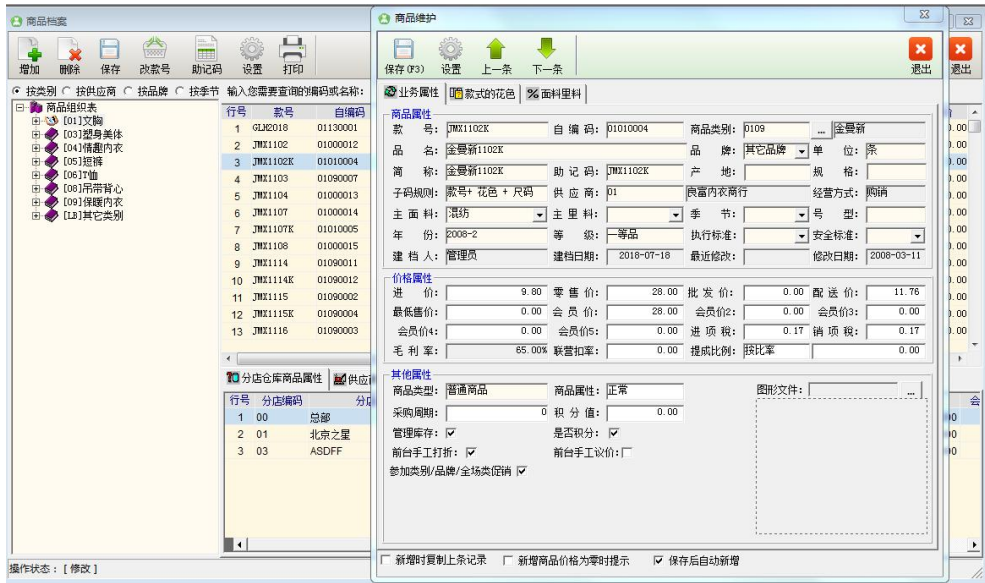 商品档案
增加 删除 保存 改款号 助记码 设置 打印 退出
按类别 按供应商 按品牌 按季节 输入您需要查询的编码或名称:
商品组织表
[01]文胸
[03]塑身美体
[04]情趣内衣
[05]短裤
[06]T恤
[08]吊带背心
[09]保暖内衣
[LB]其它类别
行号 款号 自编码
1 GLM2018 01130001
2 JMX1102 01000012
3 JMX1102K 01010004
4 JMX1103 01090007
5 JMX1104 01000013
6 JMX1107 01000014
7 JMX1107K 01010005
8 JMX1108 01000015
9 JMX1114 01090011
10 JMX1114K 01090012
11 JMX1115 01090002
12 JMX1115K 01090004
13 JMX1116 01090003
分店仓库商品属性 供应
行号 分店编码 分店
1 00 总部
2 01 北京之星
3 03 ASDFF
操作状态: [ 修改 ]
商品维护
保存(F3) 设置 上一条 下一条 退出
业务属性 款式的花色 面料里料
商品属性
款 号: JMX1102K 自 编 码: 01010004 商品类别: 0109 ... 金曼新
品 名: 金曼新1102K 品 牌: 其它品牌 单 位: 条
简 称: 金曼新1102K 助 记 码: JMX1102K 产 地: 规 格:
子码规则: 款号+ 花色 + 尺码 供 应 商: 01 良富内衣商行 经营方式: 购销
主 面 料: 混纺 主 里 料: 季 节: 号 型:
年 份: 2008-2 等 级: 一等品 执行标准: 安全标准:
建 档 人: 管理员 建档日期: 2018-07-18 最近修改: 修改日期: 2008-03-11
价格属性
进 价: 9.80 零 售 价: 28.00 批 发 价: 0.00 配 送 价: 11.76
最低售价: 0.00 会 员 价: 28.00 会员价2: 0.00 会员价3: 0.00
会员价4: 0.00 会员价5: 0.00 进 项 税: 0.17 销 项 税: 0.17
毛 利 率: 65.00% 联营扣率: 0.00 提成比例: 按比率 0.00
其他属性
商品类型: 普通商品 商品属性: 正常 图形文件: ...
采购周期: 0 积 分 值: 0.00
管理库存: 是否积分:
前台手工打折: 前台手工议价:
参加类别/品牌/全场类促销
新增时复制上条记录 新增商品价格为零时提示 保存后自动新增